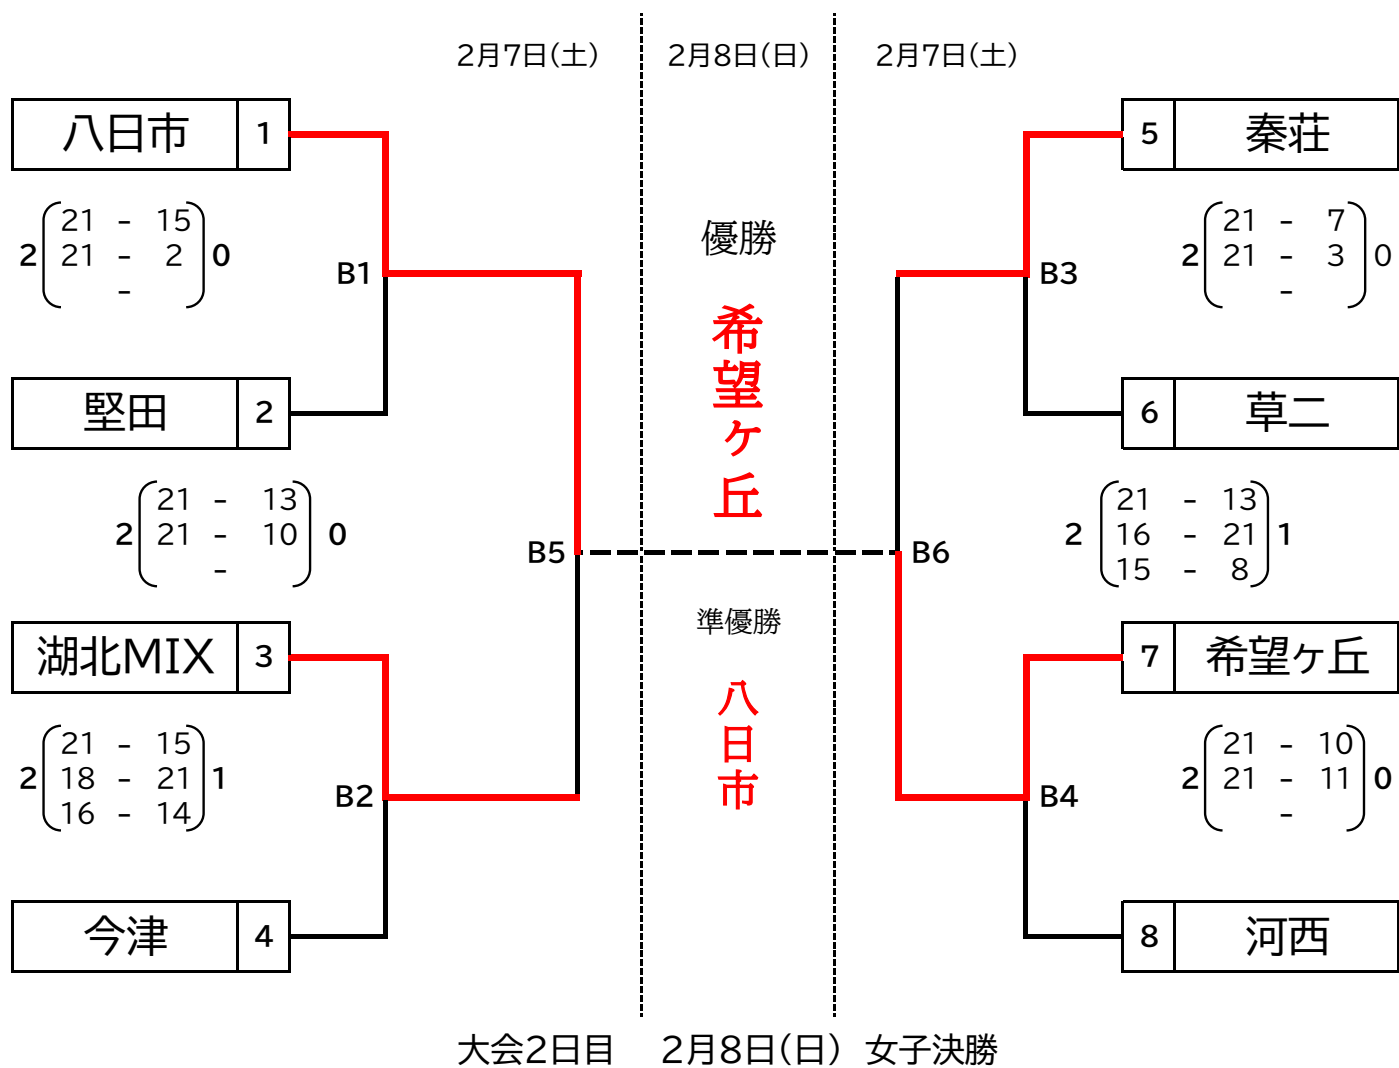 2月7日(土) 2月8日(日) 2月7日(土)
八日市 1
5 秦荘
2 21 - 15 0
21 - 2
-
2 21 - 7 0
21 - 3
-
優勝
B1
B3
希望ヶ丘
堅田 2
6 草二
2 21 - 13 0
21 - 10
-
2 21 - 13 1
16 - 21
15 - 8
B5
B6
準優勝
湖北MIX 3
7 希望ヶ丘
八日市
2 21 - 15 1
18 - 21
16 - 14
2 21 - 10 0
21 - 11
-
B2
B4
今津 4
8 河西
大会2日目 2月8日(日) 女子決勝